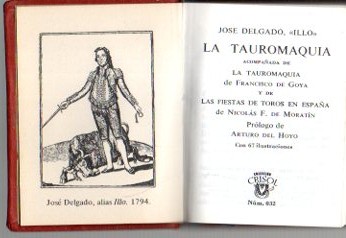 José Delgado, alias Illo. 1794.
JOSE DELGADO, «ILLO»
LA TAUROMAQUIA
ACOMPAÑADA DE
LA TAUROMAQUIA
de FRANCISCO DE GOYA
Y DE
LAS FIESTAS DE TOROS EN ESPAÑA
de NICOLÁS F. DE MORATÍN
Prólogo de
ARTURO DEL HOYO
Con 67 ilustraciones
COLECCIÓN
CRISOL
Núm. 032